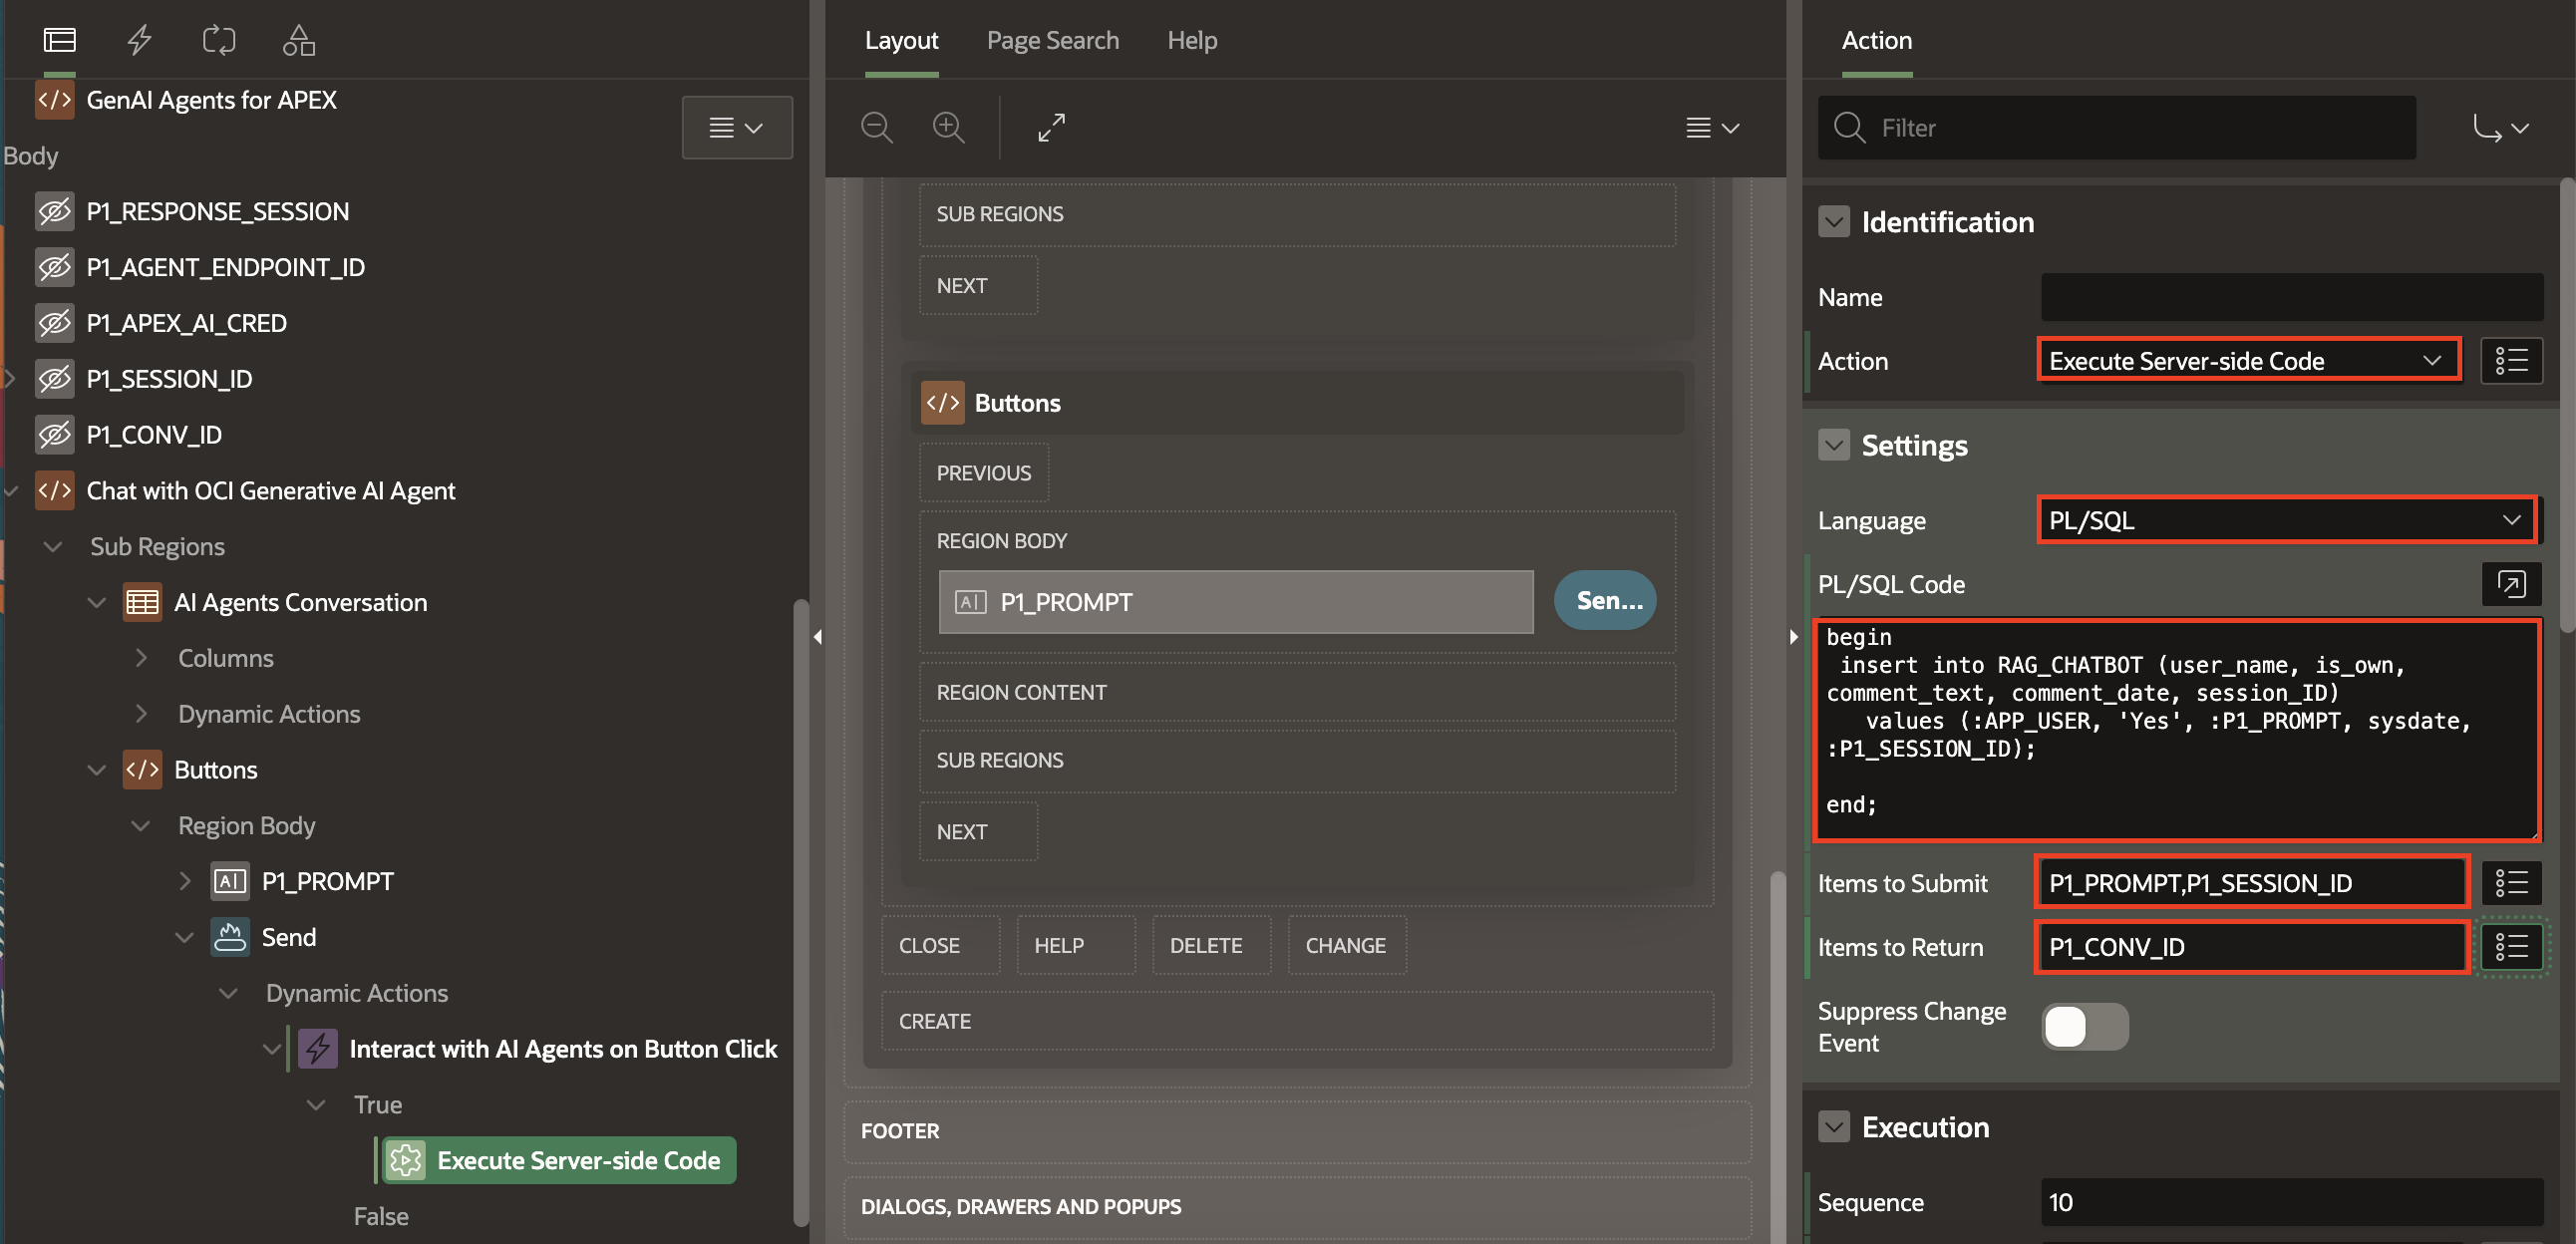 GenAI Agents for APEX
Body
P1_RESPONSE_SESSION
P1_AGENT_ENDPOINT_ID
P1_APEX_AI_CRED
P1_SESSION_ID
P1_CONV_ID
Chat with OCI Generative AI Agent
Sub Regions
AI Agents Conversation
Columns
Dynamic Actions
Buttons
Region Body
P1_PROMPT
Send
Dynamic Actions
Interact with AI Agents on Button Click
True
Execute Server-side Code
False
Layout Page Search Help
SUB REGIONS
NEXT
Buttons
PREVIOUS
REGION BODY
P1_PROMPT Sen...
REGION CONTENT
SUB REGIONS
NEXT
CLOSE HELP DELETE CHANGE
CREATE
FOOTER
DIALOGS, DRAWERS AND POPUPS
Action
Filter
Identification
Name
Action Execute Server-side Code
Settings
Language PL/SQL
PL/SQL Code
begin
insert into RAG_CHATBOT (user_name, is_own,
comment_text, comment_date, session_ID)
values (:APP_USER, 'Yes', :P1_PROMPT, sysdate,
:P1_SESSION_ID);
end;
Items to Submit P1_PROMPT,P1_SESSION_ID
Items to Return P1_CONV_ID
Suppress Change
Event
Execution
Sequence 10